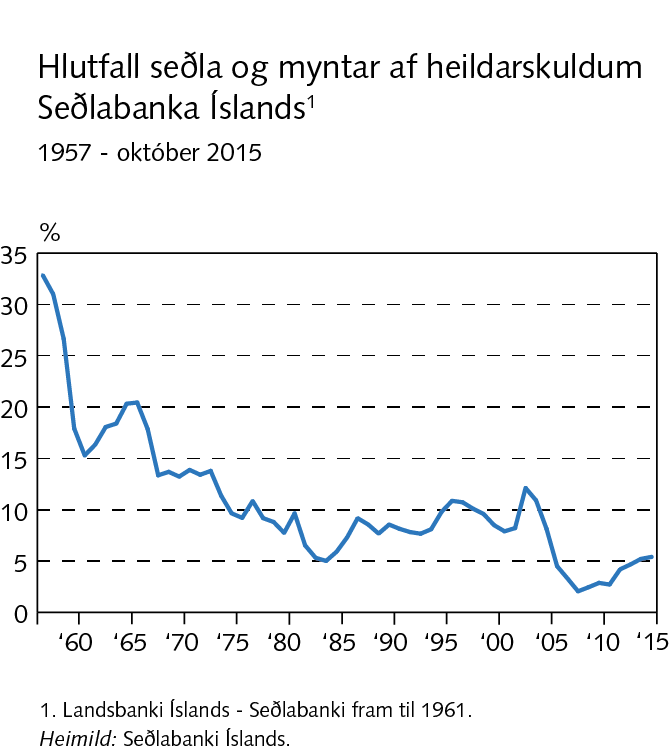 Hlutfall seðla og myntar af heildarskuldum
Seðlabanka Íslands¹
1957 - október 2015
%
35
30
25
20
15
10
5
0
‘60 ‘65 ‘70 ‘75 ‘80 ‘85 ‘90 ‘95 ‘00 ‘05 ‘10 ‘15
1. Landsbanki Íslands - Seðlabanki fram til 1961.
Heimild: Seðlabanki Íslands.